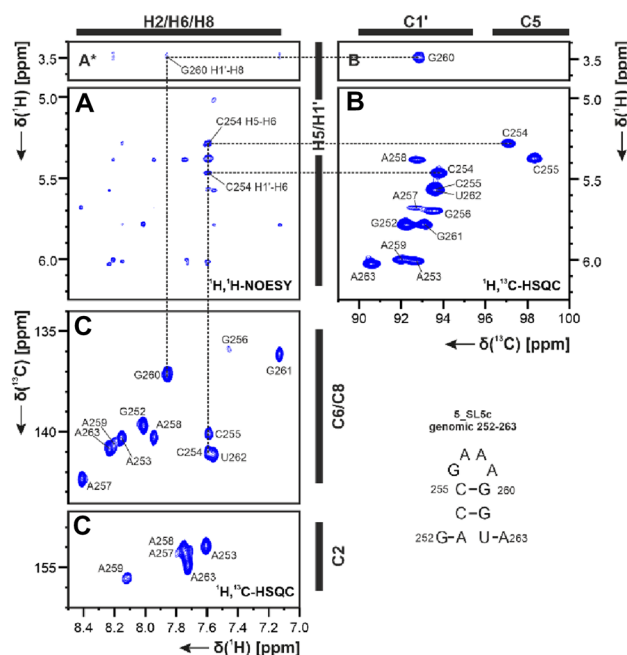 H2/H6/H8
C1'
C5
A*
G260 H1'-H8
3.5
δ(¹H) [ppm]
B
G260
3.5
δ(¹H) [ppm]
H5/H1'
A
5.0
5.5
6.0
C254 H5-H6
C254 H1'-H6
¹H,¹H-NOESY
B
5.0
5.5
6.0
C254
A258
C254
C255
C255
U262
A257
G256
G252
G261
A259
A263
A253
¹H,¹³C-HSQC
90 92 94 96 98 100
δ(¹³C) [ppm]
C
135
140
δ(¹³C) [ppm]
G256
G260
G261
G252
A259
A263
A258
A253
C255
C254
U262
A257
C6/C8
C
155
A258
A257
A253
A259
A263
¹H,¹³C-HSQC
C2
8.4 8.2 8.0 7.8 7.6 7.4 7.2 7.0
δ(¹H) [ppm]
5_SL5c
genomic 252-263
A A
G A
255 C-G 260
C-G
252G-A U-A263